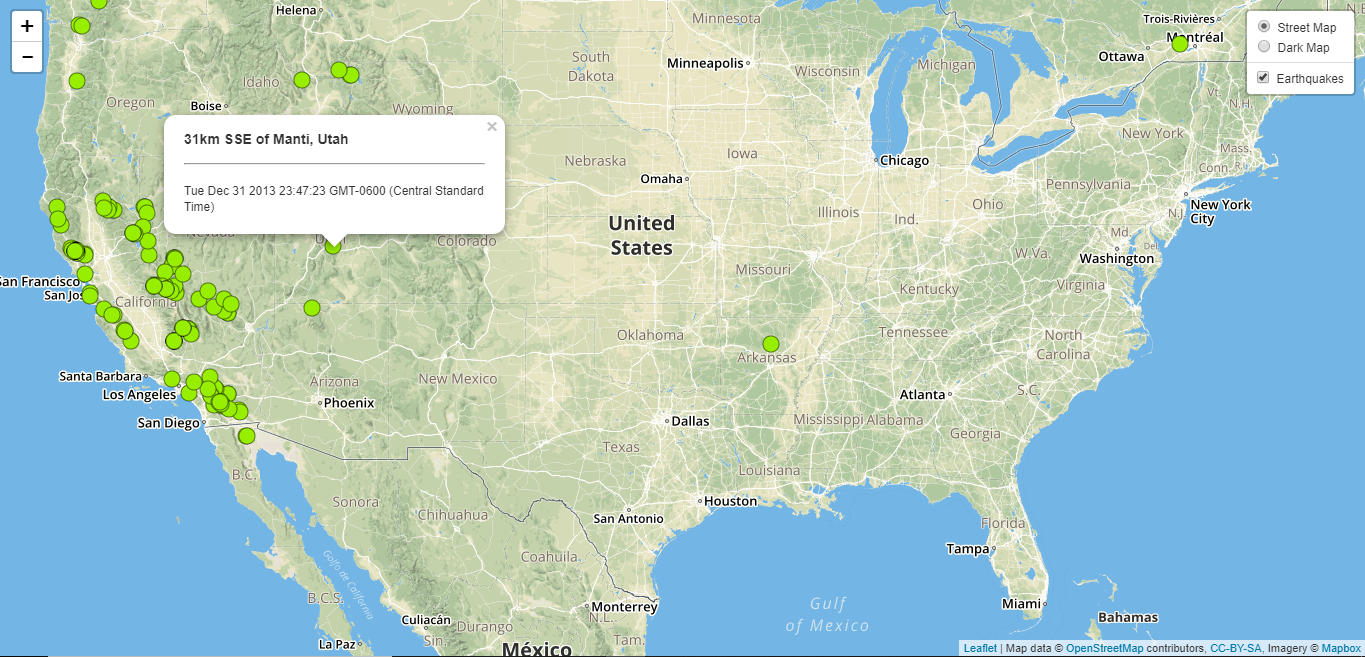 +
−
Helena
Minnesota
Trois-Rivières
Street Map
Dark Map
Earthquakes
Montréal
Ottawa
South
Dakota
Minneapolis
Wisconsin
Michigan
Idaho
Oregon
Boise
Wyoming
Vt.
N.H.
New York
31km SSE of Manti, Utah
×
Tue Dec 31 2013 23:47:23 GMT-0600 (Central Standard
Time)
Nebraska
Iowa
Chicago
Mass.
Conn.
R.I.
Omaha
Pennsylvania
New York
City
N.J.
Ohio
Illinois
Ind.
United
States
Nevada
Colorado
Md.
Del.
Washington
W.Va.
Missouri
San Francisco
San Jos
California
Kentucky
Virginia
Oklahoma
Tennessee
North
Carolina
Arkansas
Santa Barbara
Los Angeles
Arizona
New Mexico
Phoenix
S.C.
Atlanta
San Diego
Dallas
Mississippi
Alabama
Georgia
Texas
B.C.
Louisiana
Sonora
Chihuahua
Houston
San Antonio
Florida
Coahuila
Tampa
Golfo de California
B.C.S.
Monterrey
N.L.
Gulf
of Mexico
Miami
Bahamas
Culiacán
Sin.
Durango
Tam.
La Paz
México
Leaflet | Map data © OpenStreetMap contributors, CC-BY-SA, Imagery © Mapbox